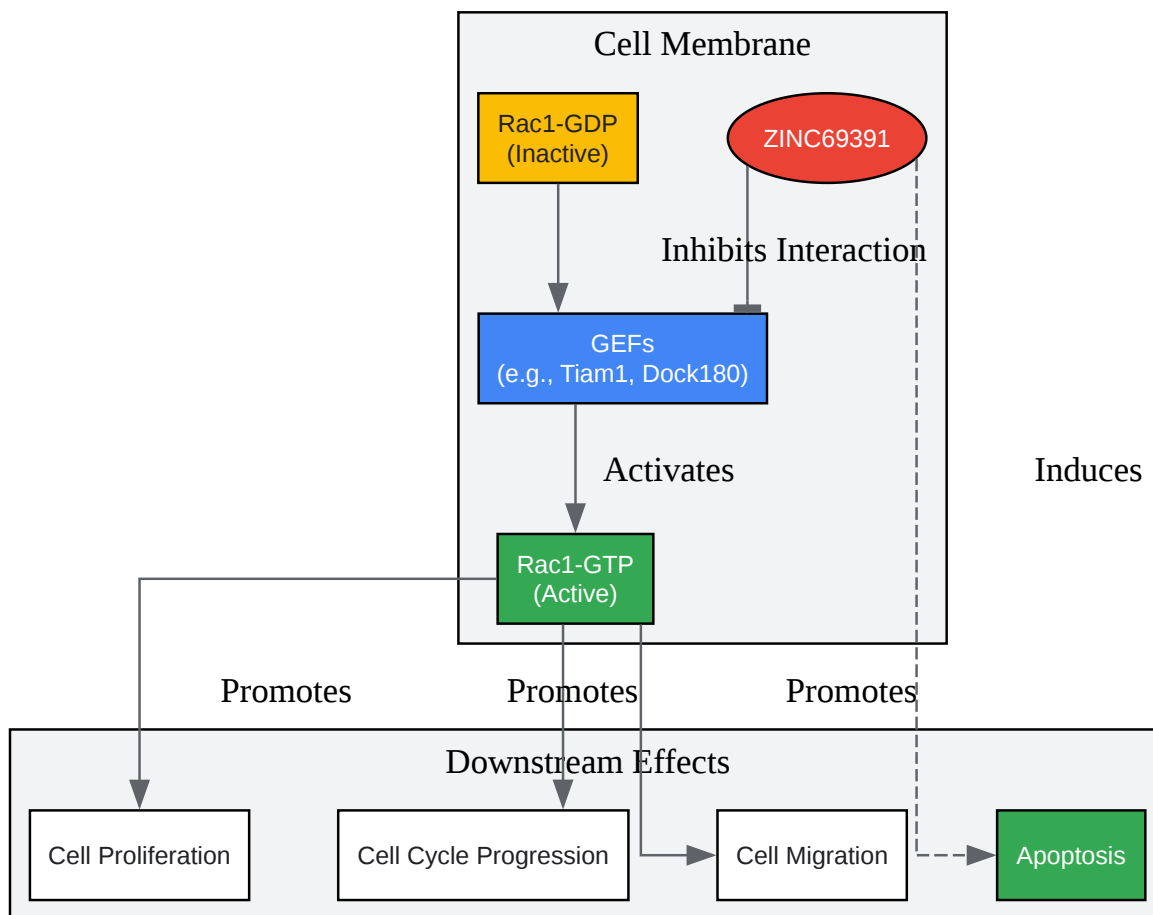 Cell Membrane
Rac1-GDP
(Inactive)
ZINC69391
Inhibits Interaction
GEFs
(e.g., Tiam1, Dock180)
Activates
Induces
Rac1-GTP
(Active)
Promotes
Promotes
Promotes
Downstream Effects
Cell Proliferation
Cell Cycle Progression
Cell Migration
Apoptosis